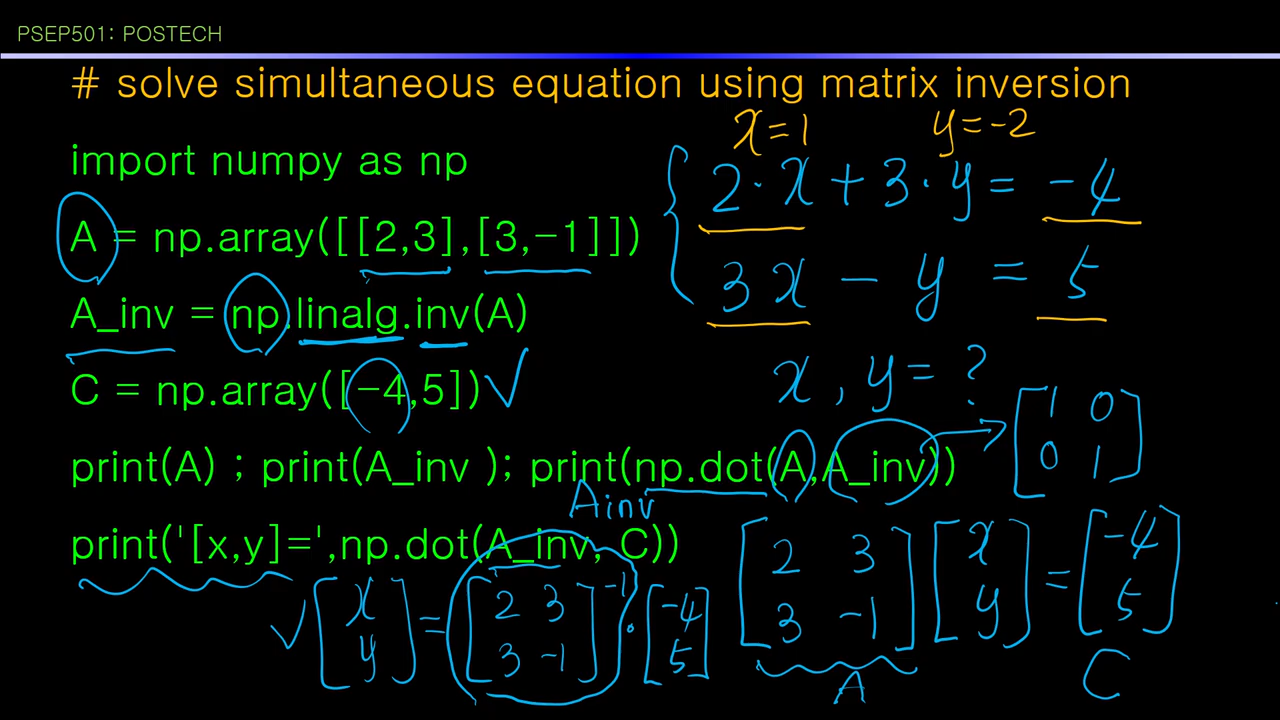 PSEP501: POSTECH
# solve simultaneous equation using matrix inversion
x=1 y=-2
import numpy as np
2·x+3·y=-4
A = np.array([[2,3],[3,-1]])
3x-y=5
A_inv = np.linalg.inv(A)
x,y=?
C = np.array([-4,5])
1 0
0 1
print(A) ; print(A_inv ); print(np.dot(A,A_inv))
Ainv
print('[x,y]=',np.dot(A_inv, C))
[x y] = [2 3 3 -1]-1 · [-4 5]
[2 3 3 -1] [x y] = [-4 5]
A
C